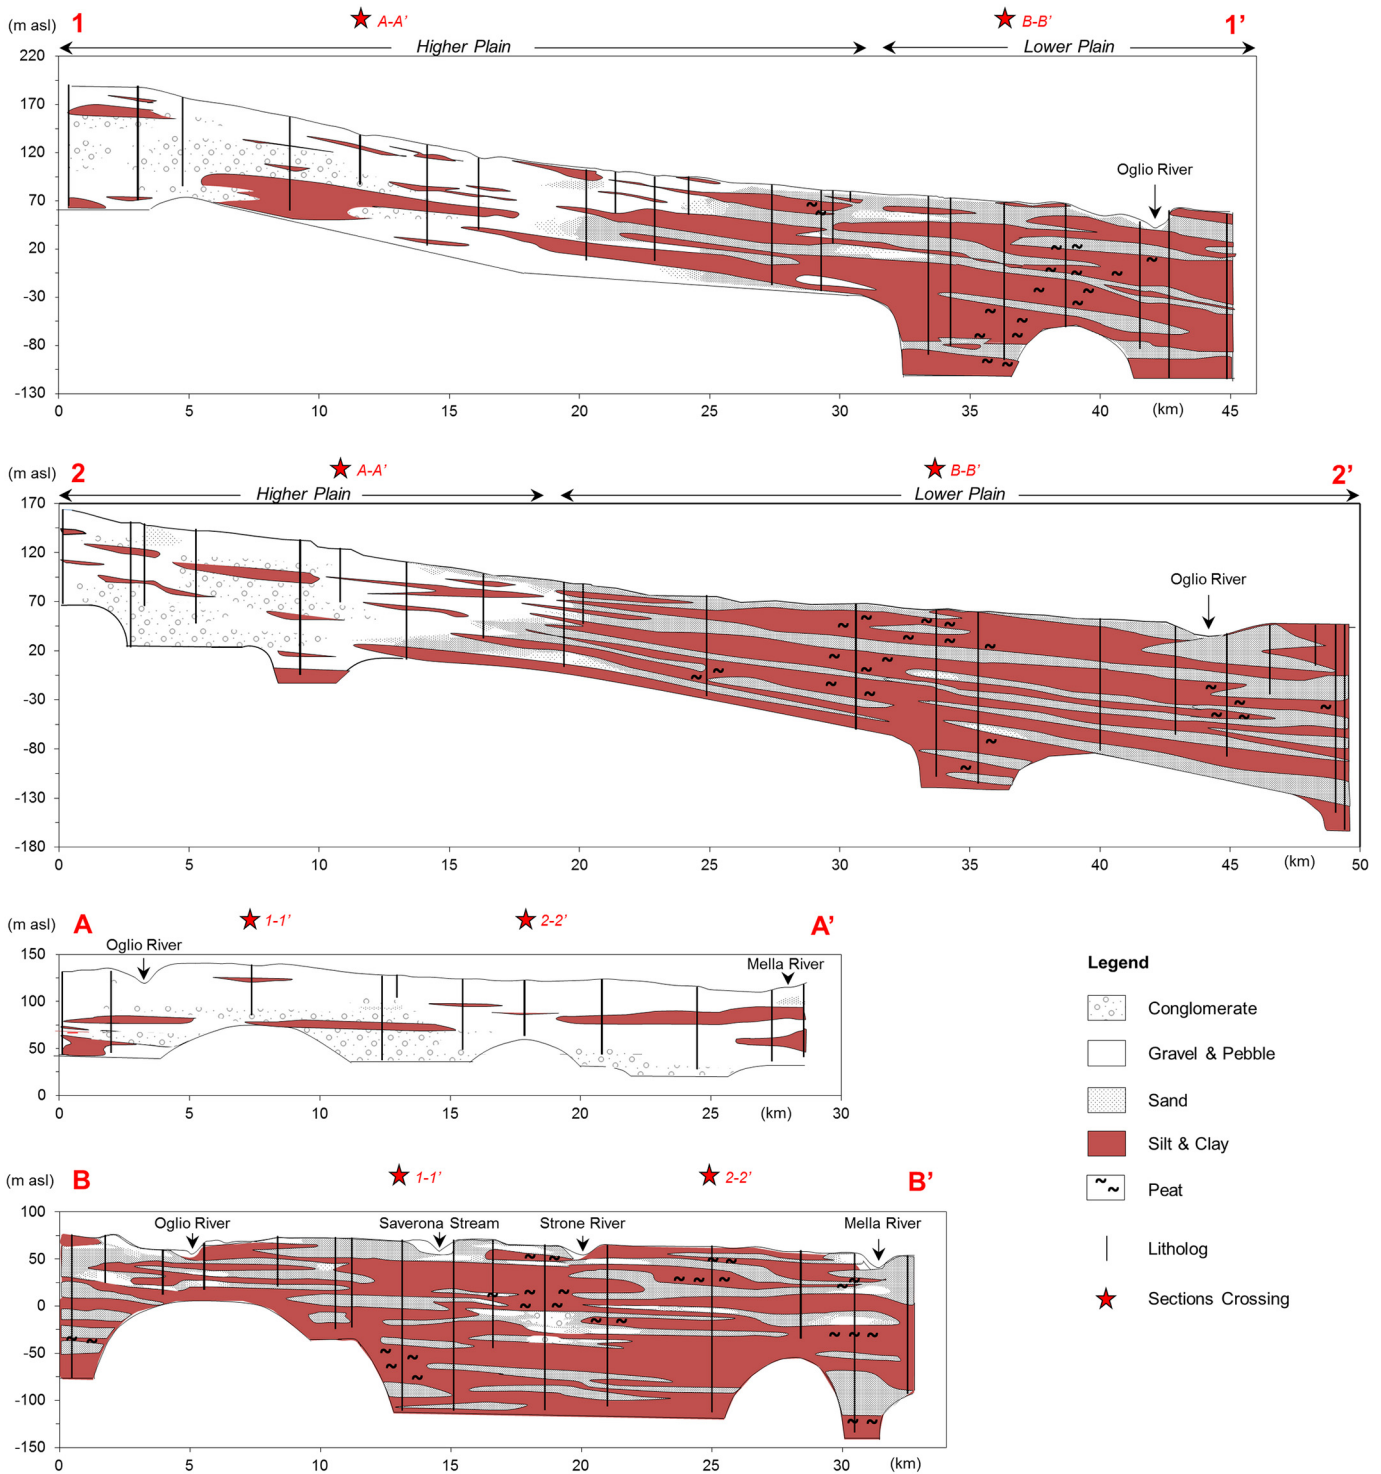 (m asl) 1 A-A' B-B' 1'
Higher Plain Lower Plain
220
170
120
Oglio River
70
20
-30
-80
-130
0 5 10 15 20 25 30 35 40 (km) 45
(m asl) 2 A-A' B-B' 2'
Higher Plain Lower Plain
170
120
Oglio River
70
20
-30
-80
-130
-180
0 5 10 15 20 25 30 35 40 45 (km) 50
(m asl) A 1-1' 2-2' A'
Oglio River
150
Mella River
100
50
0
0 5 10 15 20 25 (km) 30
Legend
Conglomerate
Gravel & Pebble
Sand
Silt & Clay
Peat
Litholog
Sections Crossing
(m asl) B 1-1' 2-2' B'
100
Oglio River Saverona Stream Strone River Mella River
50
0
-50
-100
-150
0 5 10 15 20 25 30 (km)